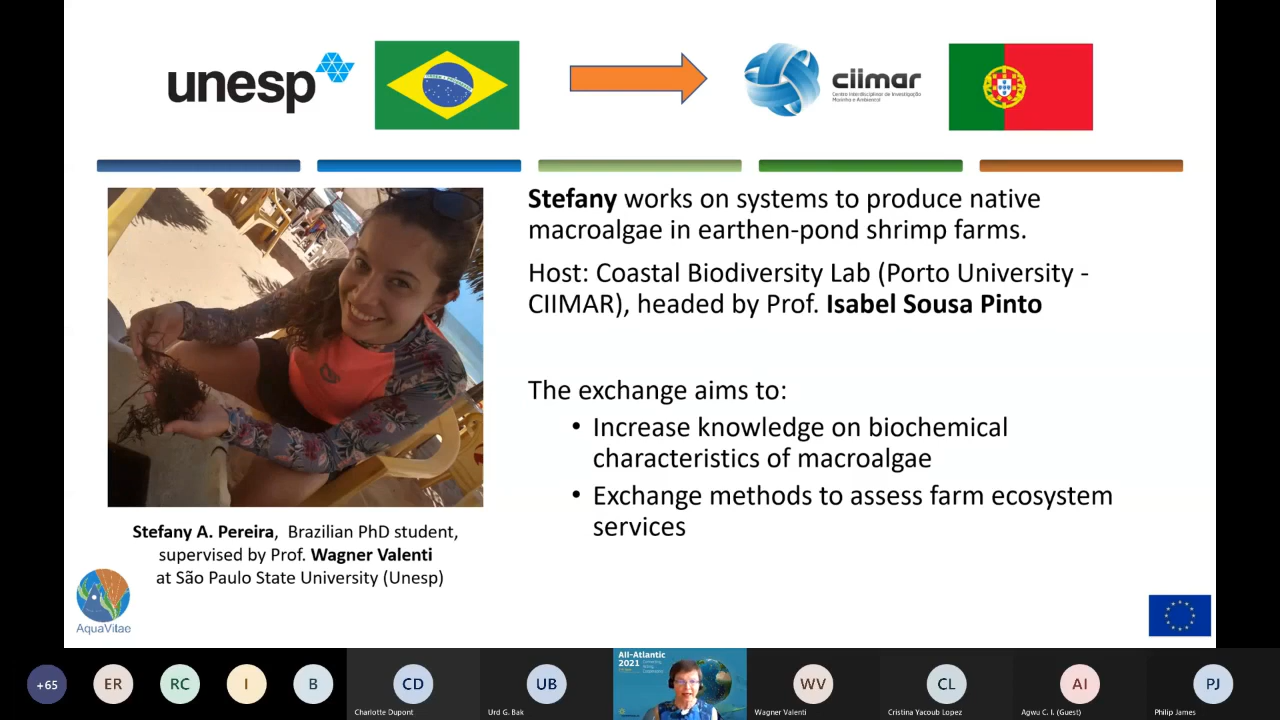 unesp
ciimar
Centro Interdisciplinar de Investigação
Marinha e Ambiental
Stefany works on systems to produce native
macroalgae in earthen-pond shrimp farms.
Host: Coastal Biodiversity Lab (Porto University -
CIIMAR), headed by Prof. Isabel Sousa Pinto
The exchange aims to:
• Increase knowledge on biochemical
characteristics of macroalgae
• Exchange methods to assess farm ecosystem
services
Stefany A. Pereira, Brazilian PhD student,
supervised by Prof. Wagner Valenti
at São Paulo State University (Unesp)
AquaVitae
+65
ER
RC
I
B
CD
Charlotte Dupont
UB
Urd G. Bak
All-Atlantic
2021
WV
Wagner Valenti
CL
Cristina Yacoub Lopez
AI
Agwu C. I. (Guest)
PJ
Philip James